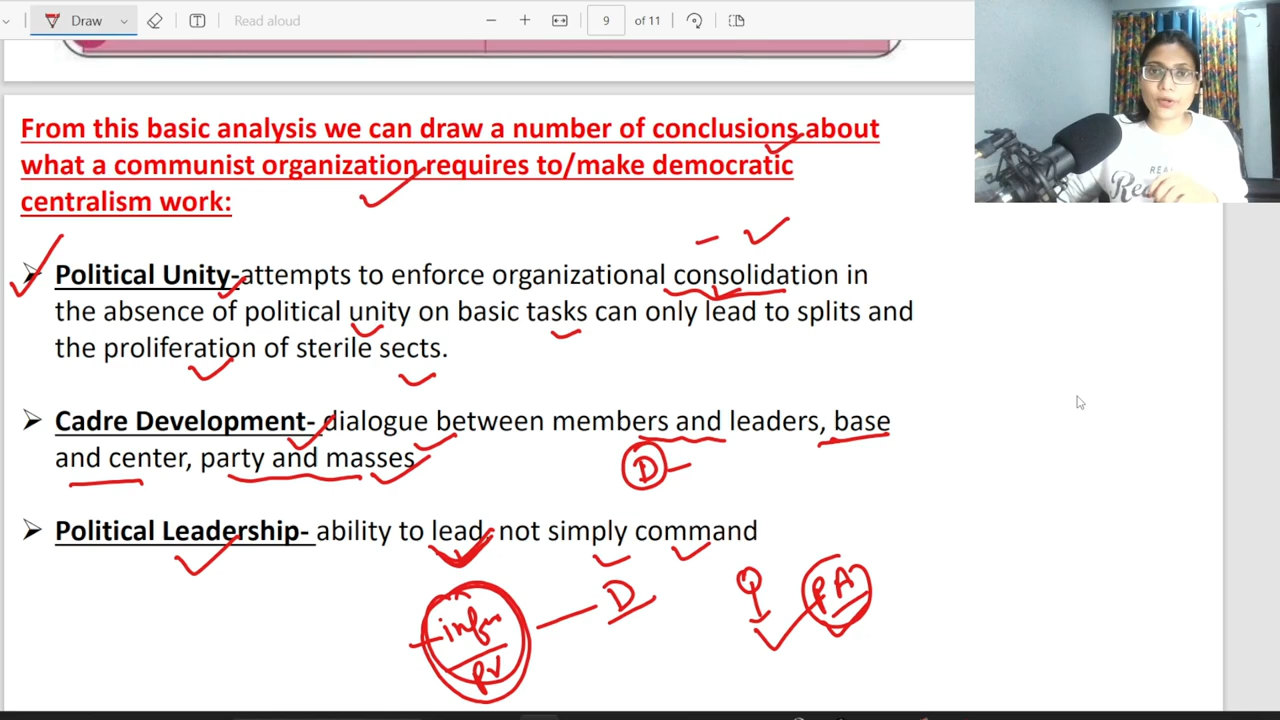 Draw
Read aloud
9
of 11
From this basic analysis we can draw a number of conclusions about
what a communist organization requires to/make democratic
centralism work:
Political Unity-attempts to enforce organizational consolidation in
the absence of political unity on basic tasks can only lead to splits and
the proliferation of sterile sects.
Cadre Development- dialogue between members and leaders, base
and center, party and masses
D
Political Leadership- ability to lead, not simply command
D
PA